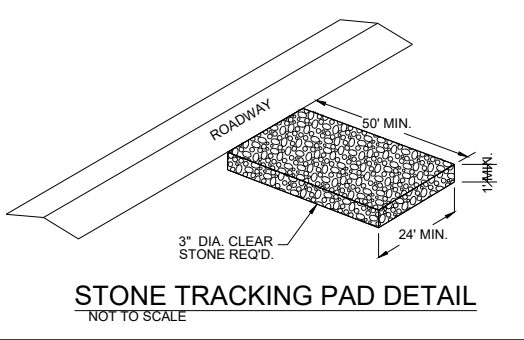 ROADWAY
50' MIN.
1' MIN.
24' MIN.
3" DIA. CLEAR
STONE REQ'D.
STONE TRACKING PAD DETAIL
NOT TO SCALE